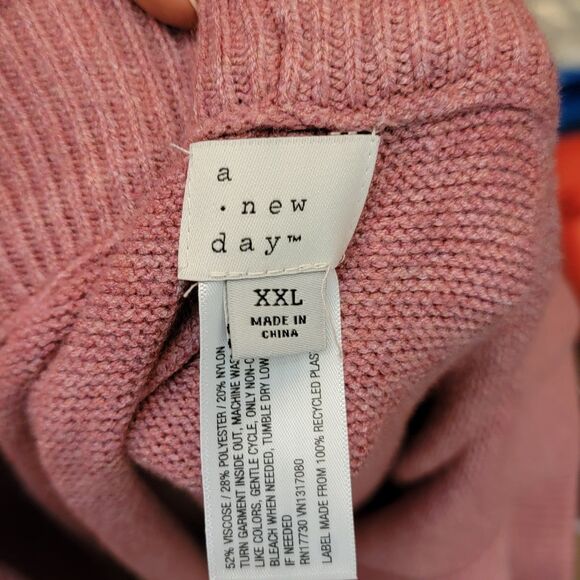 a
. new
day™
XXL
MADE IN
CHINA
52% VISCOSE / 28% POLYESTER / 20% NYLON
TURN GARMENT INSIDE OUT, MACHINE WAS
LIKE COLORS, GENTLE CYCLE, ONLY NON-C
BLEACH WHEN NEEDED, TUMBLE DRY LOW
IF NEEDED
RN17730 VN1317080
LABEL MADE FROM 100% RECYCLED PLAS